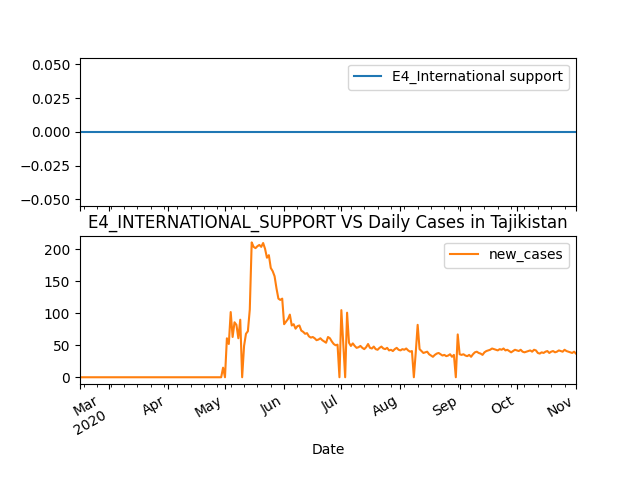 0.050
0.025
0.000
−0.025
−0.050
E4_International support
E4_INTERNATIONAL_SUPPORT VS Daily Cases in Tajikistan
200
150
100
50
0
new_cases
Mar
2020
Apr
May
Jun
Jul
Aug
Sep
Oct
Nov
Date